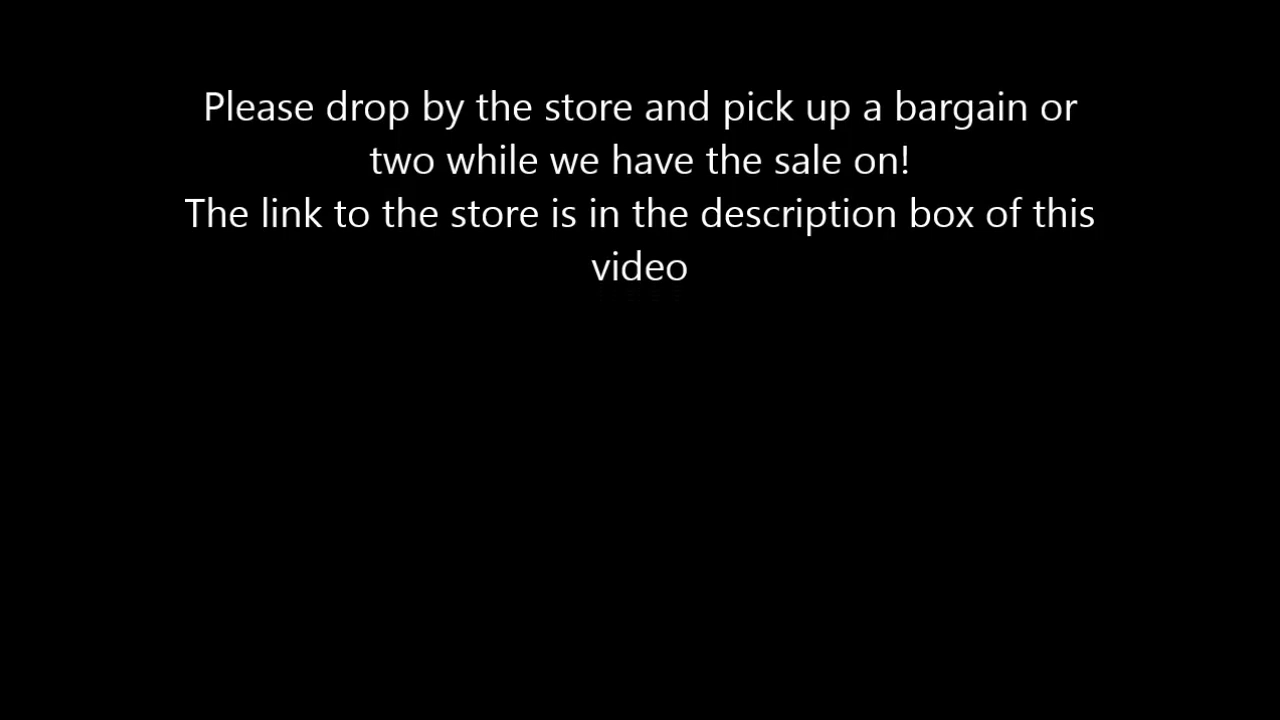 Please drop by the store and pick up a bargain or
two while we have the sale on!
The link to the store is in the description box of this
video